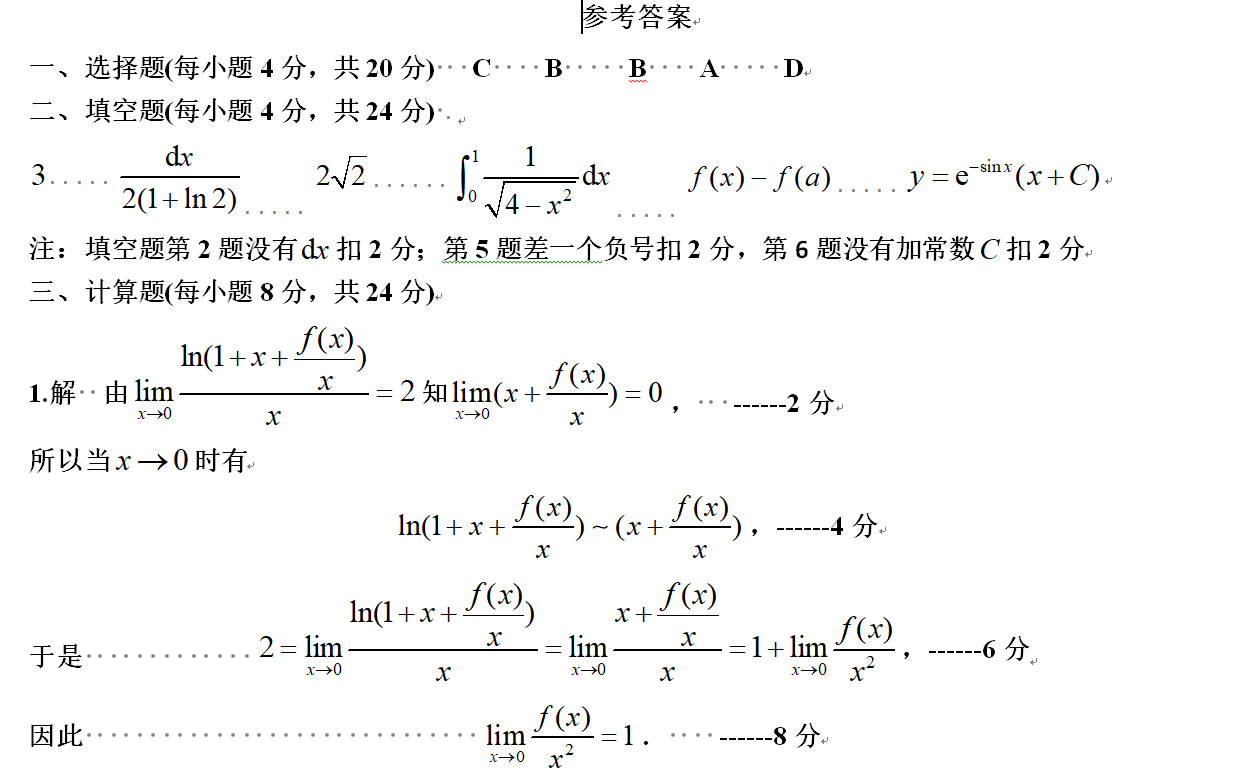 参考答案
一、选择题(每小题 4 分，共 20 分) C B B A D
二、填空题(每小题 4 分，共 24 分) .
3 dx/(2(1+ln 2)) 2√2 ∫₀¹ 1/√(4−x²) dx f(x)−f(a) y=e^(−sin x)(x+C)
注：填空题第 2 题没有 dx 扣 2 分；第 5 题差一个负号扣 2 分，第 6 题没有加常数 C 扣 2 分
三、计算题(每小题 8 分，共 24 分)
1.解 由 lim_(x→0) ln(1+x+f(x)/x)/x = 2 知 lim_(x→0) (x+f(x)/x) = 0 ， ------2 分
所以当 x→0 时有
ln(1+x+f(x)/x) ~ (x+f(x)/x)，------4 分
于是 2 = lim_(x→0) ln(1+x+f(x)/x)/x = lim_(x→0) (x+f(x)/x)/x = 1+lim_(x→0) f(x)/x²，------6 分
因此 lim_(x→0) f(x)/x² = 1． ------8 分